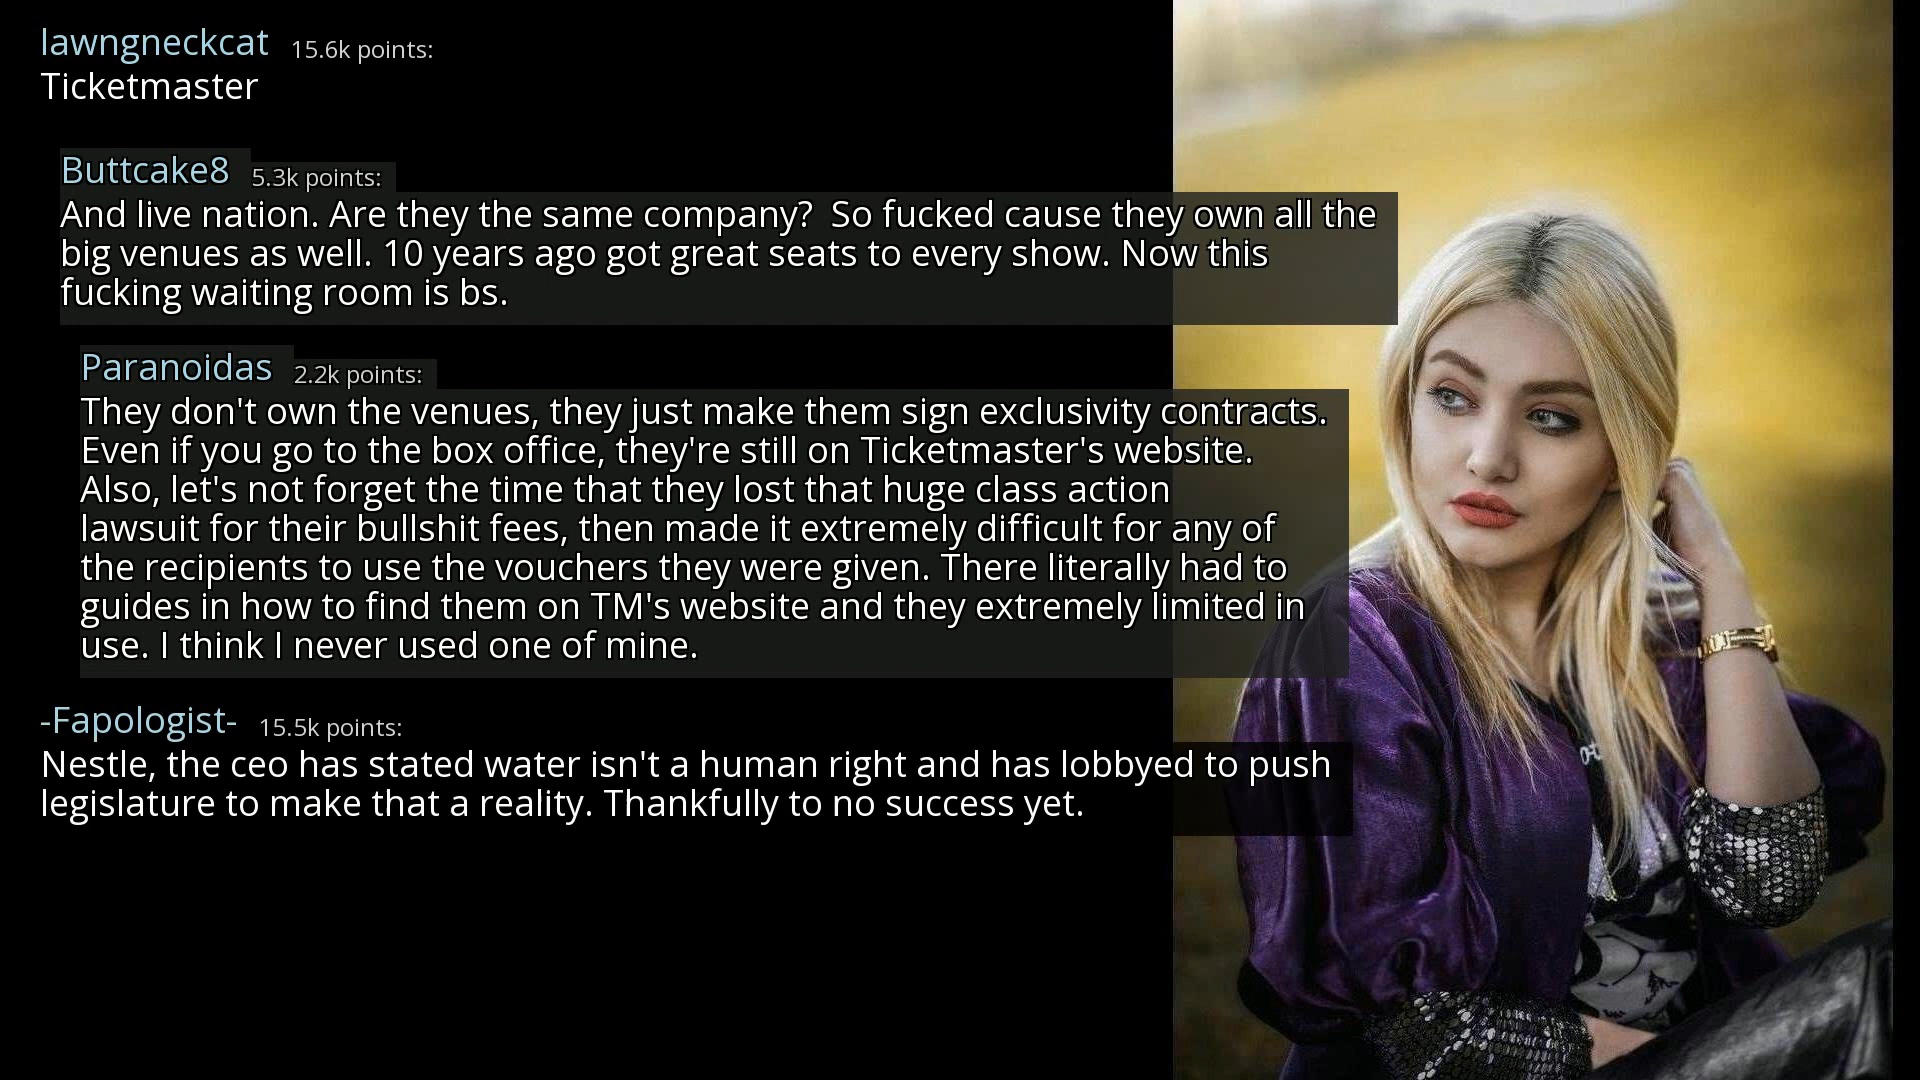 lawngneckcat 15.6k points:
Ticketmaster
Buttcake8 5.3k points:
And live nation. Are they the same company?  So fucked cause they own all the
big venues as well. 10 years ago got great seats to every show. Now this
fucking waiting room is bs.
Paranoidas 2.2k points:
They don't own the venues, they just make them sign exclusivity contracts.
Even if you go to the box office, they're still on Ticketmaster's website.
Also, let's not forget the time that they lost that huge class action
lawsuit for their bullshit fees, then made it extremely difficult for any of
the recipients to use the vouchers they were given. There literally had to
guides in how to find them on TM's website and they extremely limited in
use. I think I never used one of mine.
-Fapologist- 15.5k points:
Nestle, the ceo has stated water isn't a human right and has lobbyed to push
legislature to make that a reality. Thankfully to no success yet.